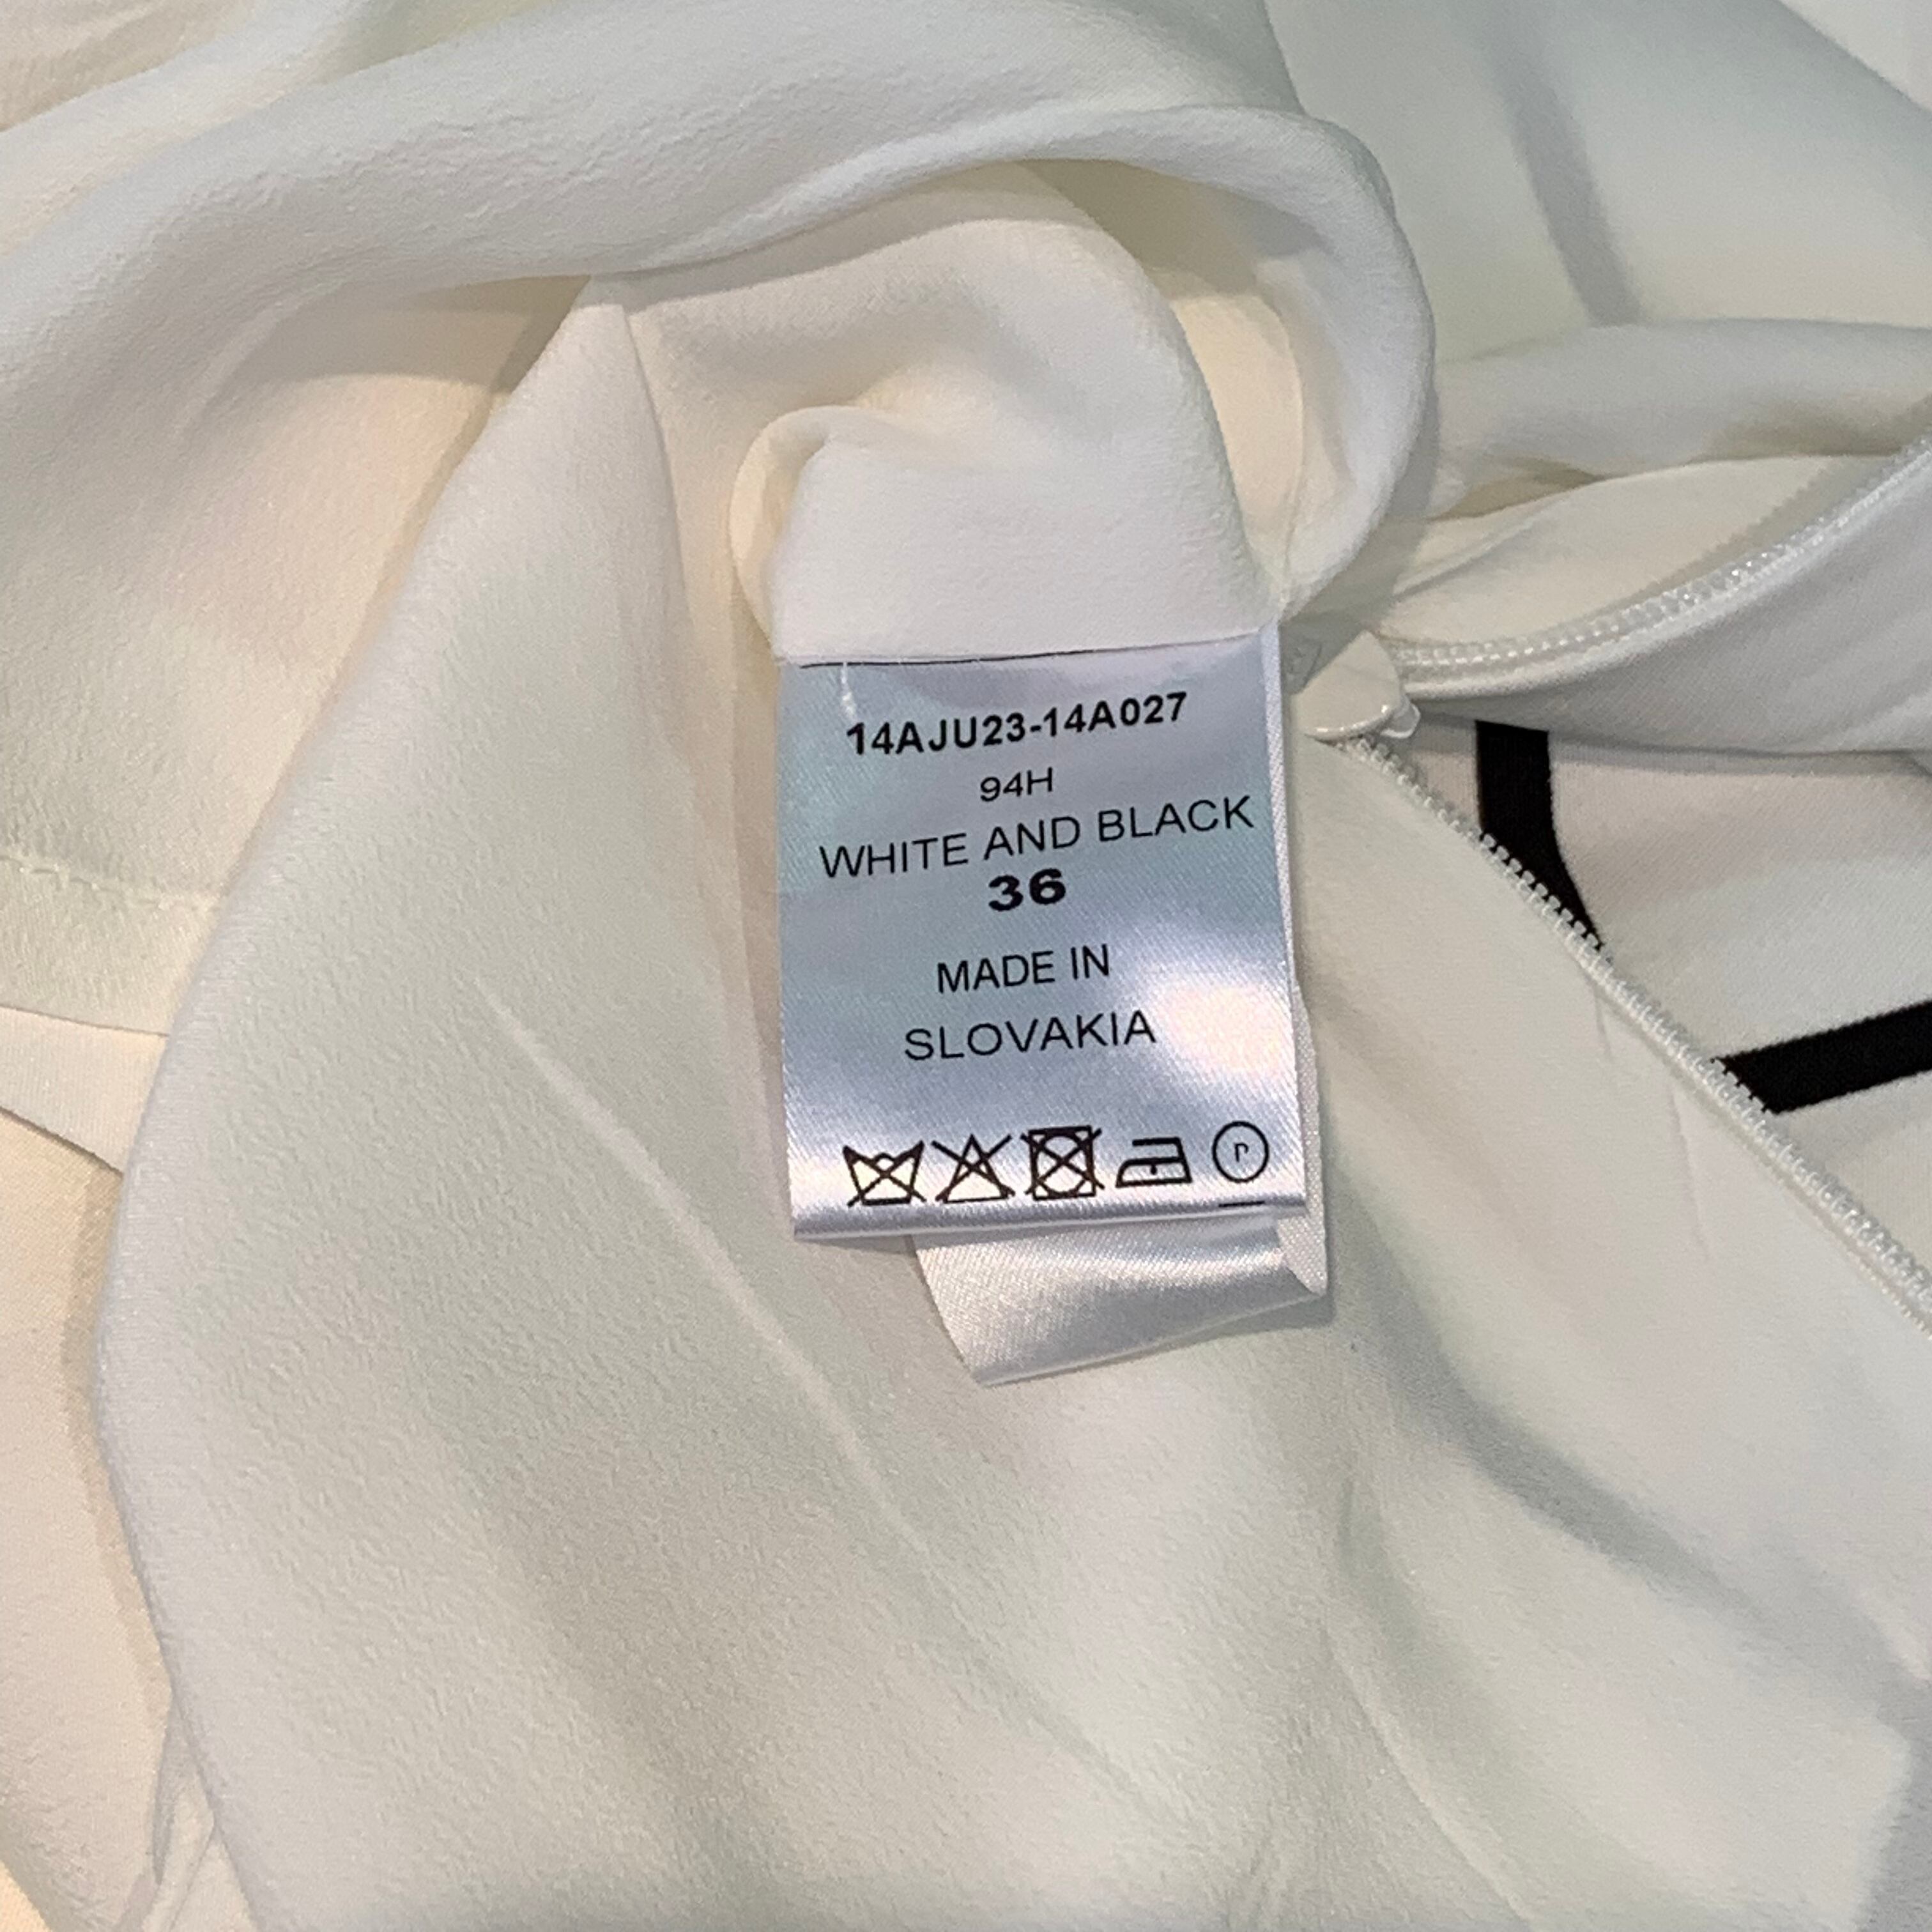 14AJU23-14A027
94H
WHITE AND BLACK
36
MADE IN
SLOVAKIA
P